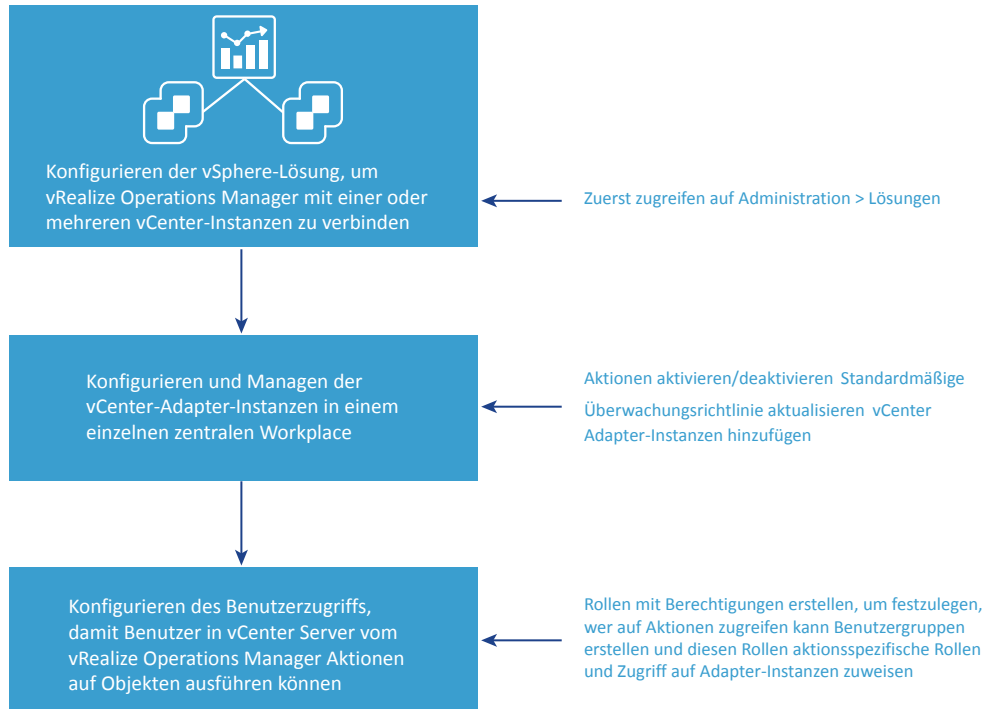 Konfigurieren der vSphere-Lösung, um
vRealize Operations Manager mit einer oder
mehreren vCenter-Instanzen zu verbinden
Zuerst zugreifen auf Administration > Lösungen
Konfigurieren und Managen der
vCenter-Adapter-Instanzen in einem
einzelnen zentralen Workplace
Aktionen aktivieren/deaktivieren Standardmäßige
Überwachungsrichtlinie aktualisieren vCenter
Adapter-Instanzen hinzufügen
Konfigurieren des Benutzerzugriffs,
damit Benutzer in vCenter Server vom
vRealize Operations Manager Aktionen
auf Objekten ausführen können
Rollen mit Berechtigungen erstellen, um festzulegen,
wer auf Aktionen zugreifen kann Benutzergruppen
erstellen und diesen Rollen aktionsspezifische Rollen
und Zugriff auf Adapter-Instanzen zuweisen